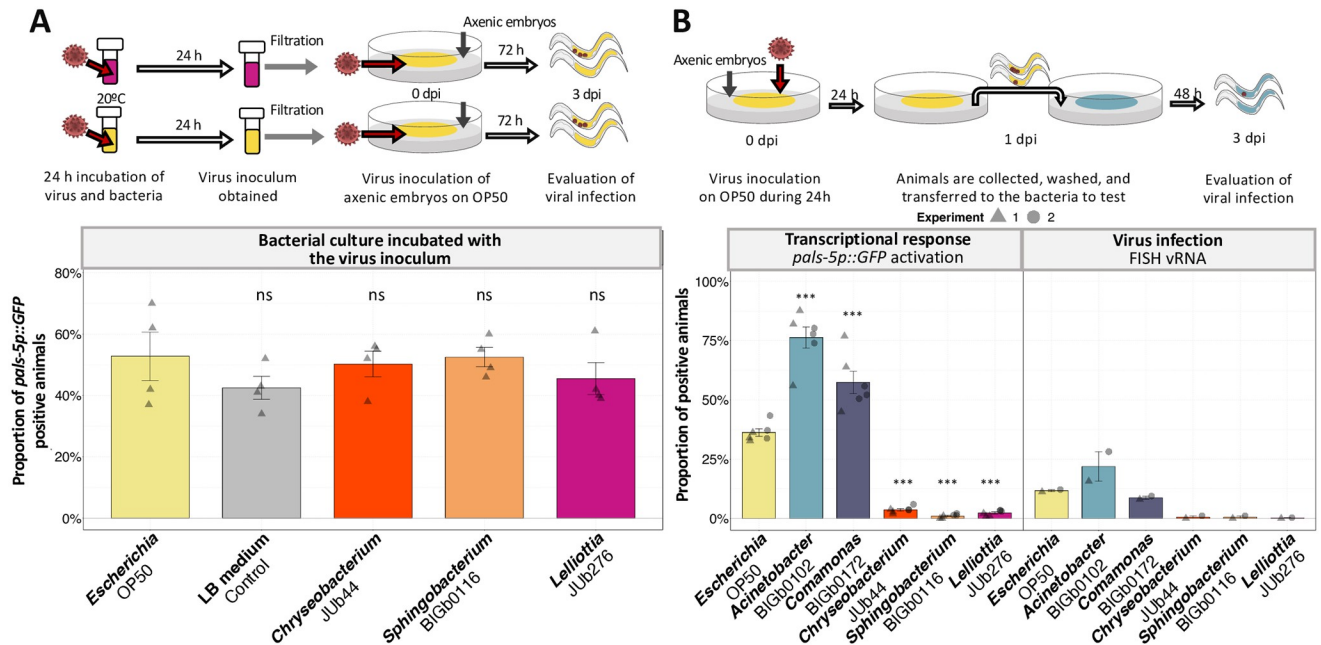 A
24 h
Filtration
Axenic embryos
72 h
0 dpi
3 dpi
20ºC
24 h
Filtration
72 h
24 h incubation of
virus and bacteria
Virus inoculum
obtained
Virus inoculation of
axenic embryos on OP50
Evaluation of
viral infection
Bacterial culture incubated with
the virus inoculum
Proportion of pals-5p::GFP
positive animals
80%
60%
40%
20%
0%
ns
ns
ns
ns
Escherichia
OP50
LB medium
Control
Chryseobacterium
JUb44
Sphingobacterium
BIGb0116
Lelliottia
JUb276
B
Axenic embryos
24 h
48 h
0 dpi
1 dpi
3 dpi
Virus inoculation
on OP50 during 24h
Animals are collected, washed, and
transferred to the bacteria to test
Evaluation of
viral infection
Experiment 1 2
Transcriptional response
pals-5p::GFP activation
Virus infection
FISH vRNA
Proportion of positive animals
100%
75%
50%
25%
0%
***
***
***
***
***
Escherichia
OP50
Acinetobacter
BIGb0102
Comamonas
BIGb0172
Chryseobacterium
JUb44
Sphingobacterium
BIGb0116
Lelliottia
JUb276
Escherichia
OP50
Acinetobacter
BIGb0102
Comamonas
BIGb0172
Chryseobacterium
JUb44
Sphingobacterium
BIGb0116
Lelliottia
JUb276